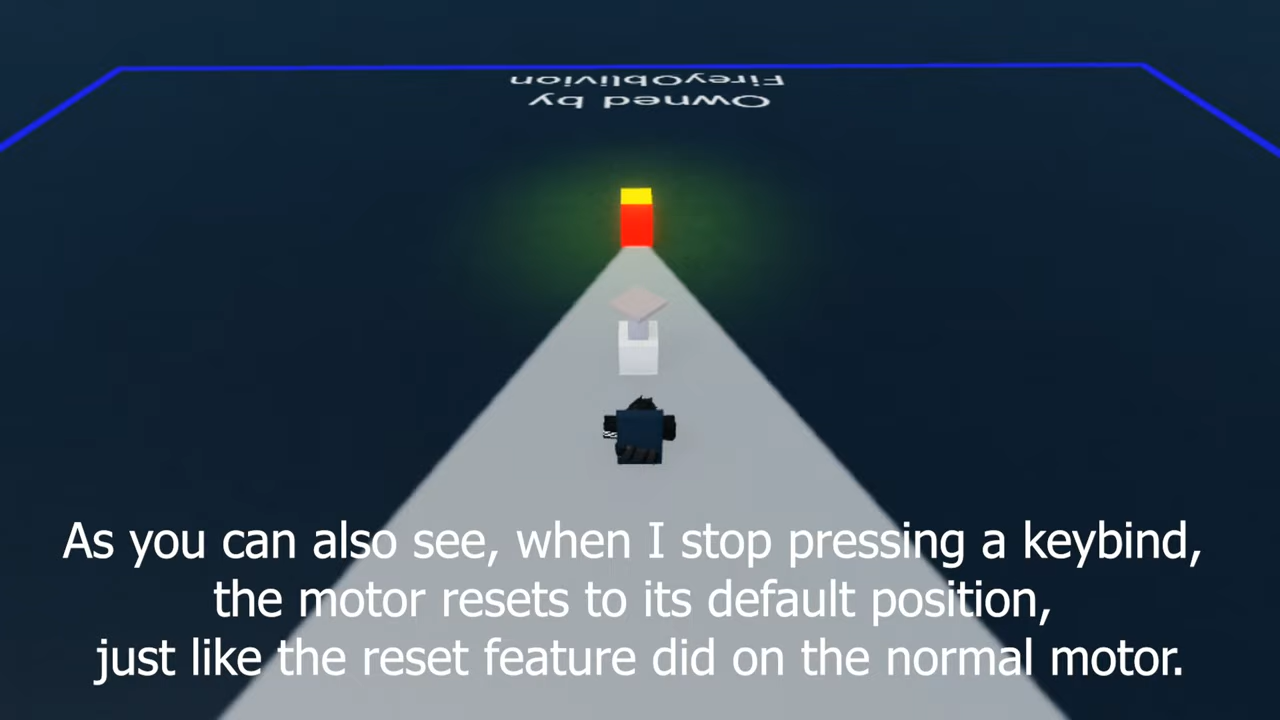 Owned by
FireyOblivion
As you can also see, when I stop pressing a keybind,
the motor resets to its default position,
just like the reset feature did on the normal motor.